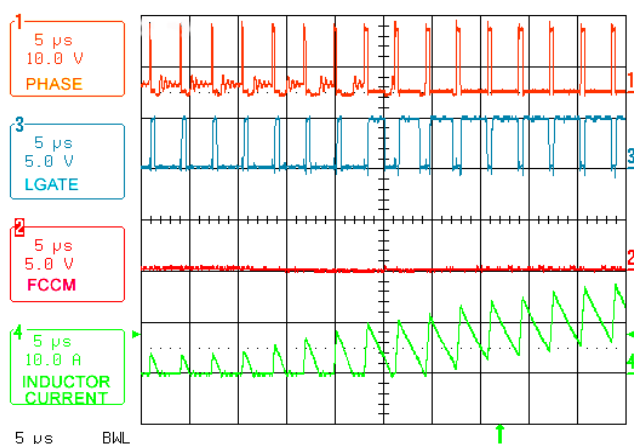 1
5 µs
10.0 V
PHASE
1
3
5 µs
5.0 V
LGATE
3
2
5 µs
5.0 V
FCCM
2
4
5 µs
10.0 A
INDUCTOR
CURRENT
4
5 µs BWL